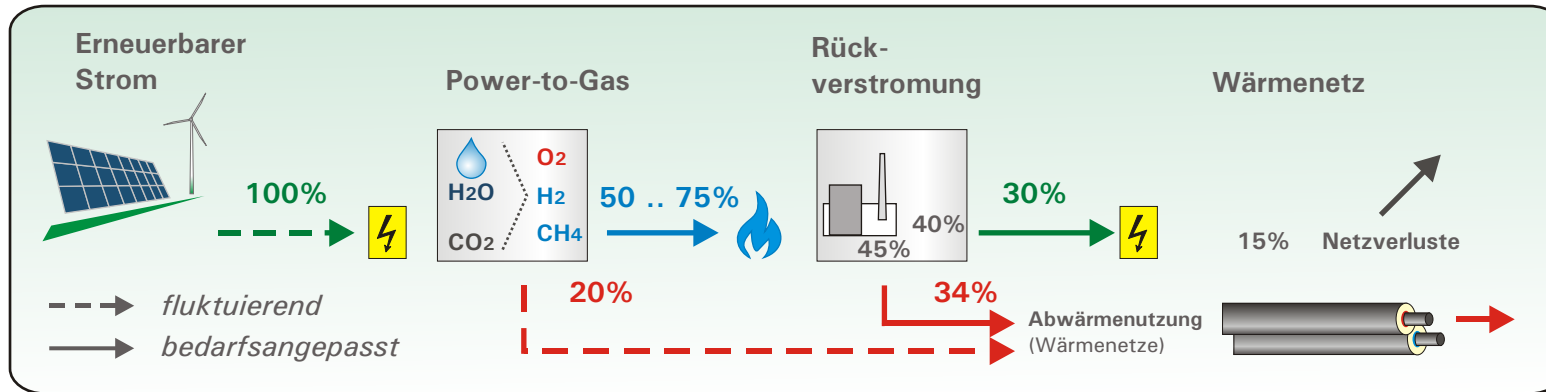 Erneuerbarer
Strom
Power-to-Gas
Rück-
verstromung
Wärmenetz
100%
H2O
CO2
O2
H2
CH4
50 .. 75%
40%
45%
30%
15% Netzverluste
20%
34%
Abwärmenutzung
(Wärmenetze)
fluktuierend
bedarfsangepasst